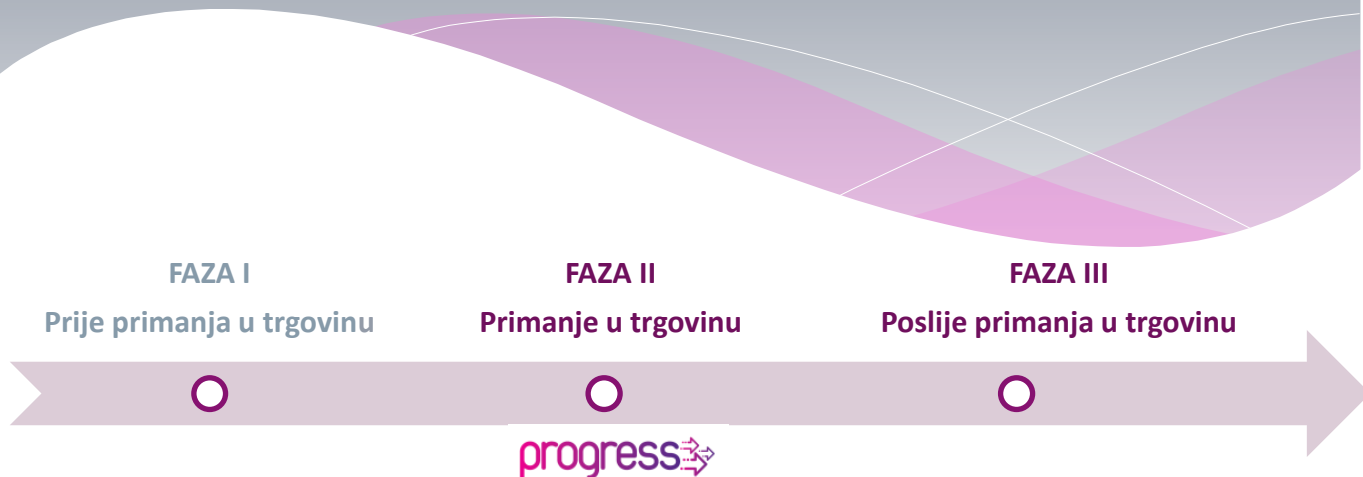 FAZA I
Prije primanja u trgovinu
FAZA II
Primanje u trgovinu
FAZA III
Poslije primanja u trgovinu
progress